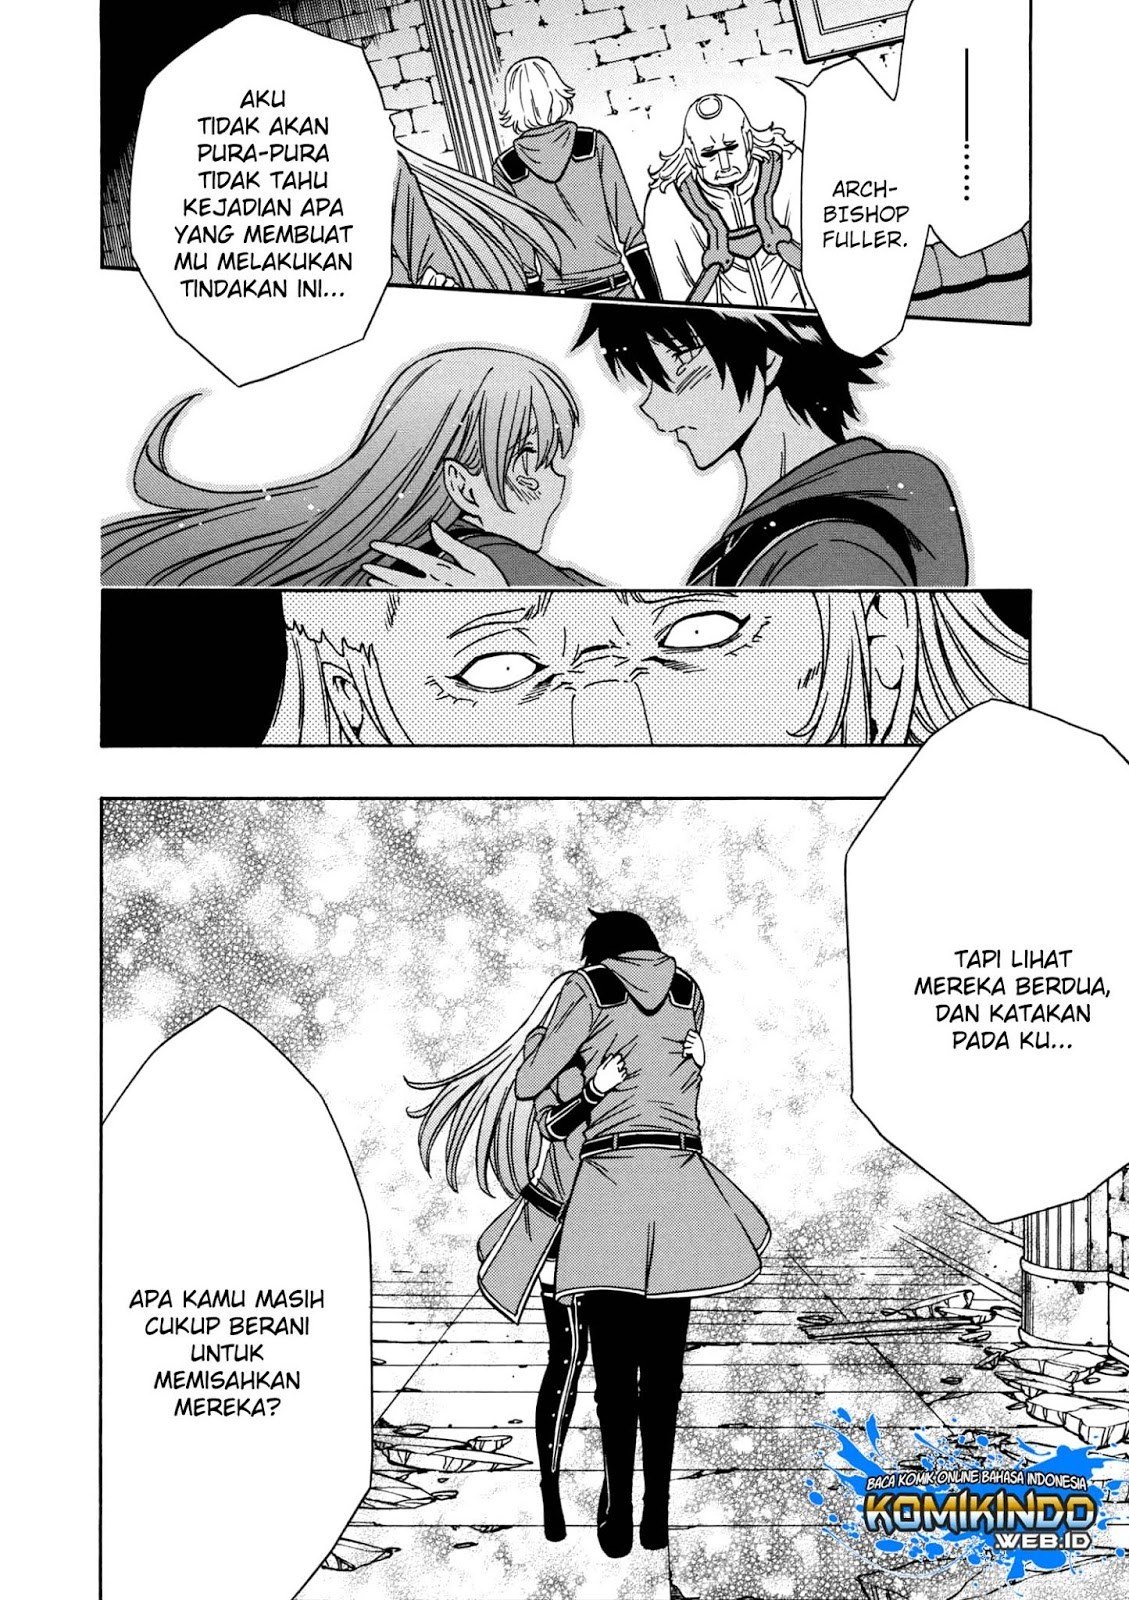 ARCH-
BISHOP
FULLER.
AKU
TIDAK AKAN
PURA-PURA
TIDAK TAHU
KEJADIAN APA
YANG MEMBUAT
MU MELAKUKAN
TINDAKAN INI...
TAPI LIHAT
MEREKA BERDUA,
DAN KATAKAN
PADA KU...
APA KAMU MASIH
CUKUP BERANI
UNTUK
MEMISAHKAN
MEREKA?
BACA KOMIK ONLINE BAHASA INDONESIA
KOMIKINDO
WEB.ID